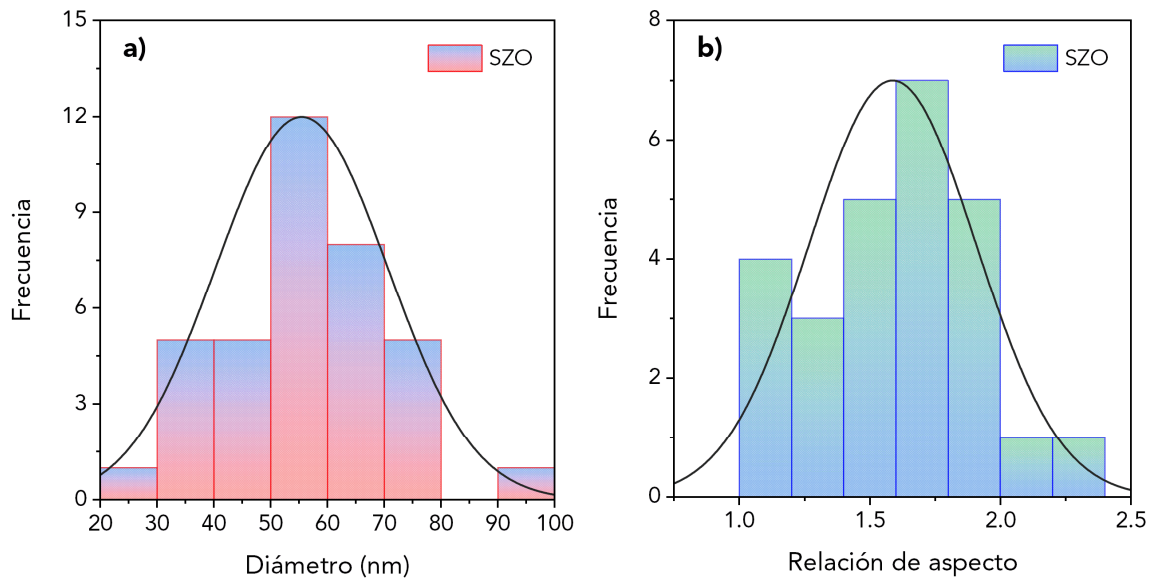 a)
SZO
15
12
9
6
3
0
Frecuencia
20 30 40 50 60 70 80 90 100
Diámetro (nm)
b)
SZO
8
6
4
2
0
Frecuencia
1.0 1.5 2.0 2.5
Relación de aspecto